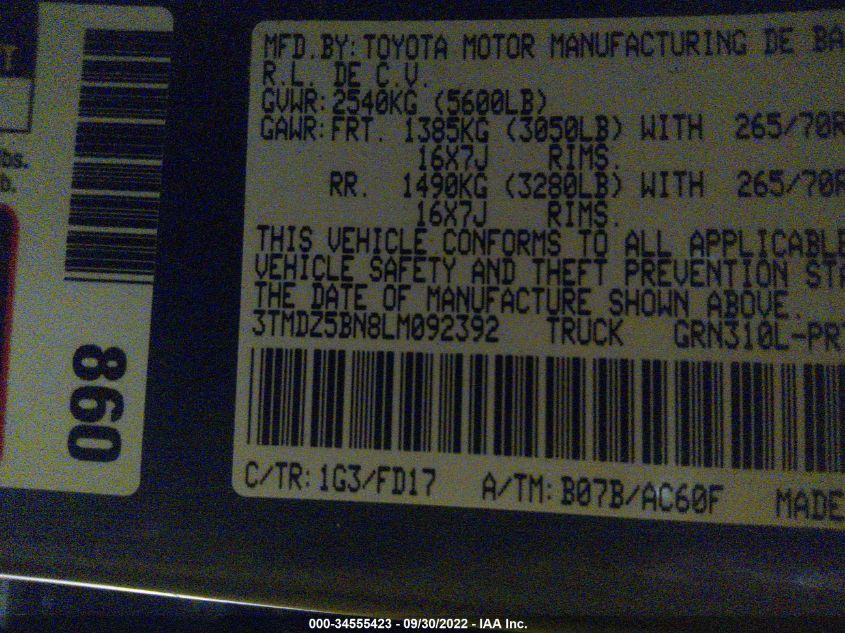 MFD.BY:TOYOTA MOTOR MANUFACTURING DE BA
R.L. DE C.V.
GVWR:2540KG (5600LB)
GAWR:FRT. 1385KG (3050LB) WITH 265/70R
16X7J RIMS.
RR. 1490KG (3280LB) WITH 265/70R
16X7J RIMS.
THIS VEHICLE CONFORMS TO ALL APPLICABLE
VEHICLE SAFETY AND THEFT PREVENTION STA
THE DATE OF MANUFACTURE SHOWN ABOVE.
3TMDZ5BN8LM092392 TRUCK GRN310L-PRT
C/TR:1G3/FD17 A/TM:B07B/AC60F MADE
lbs.
b.
098
000-34555423 - 09/30/2022 - IAA Inc.